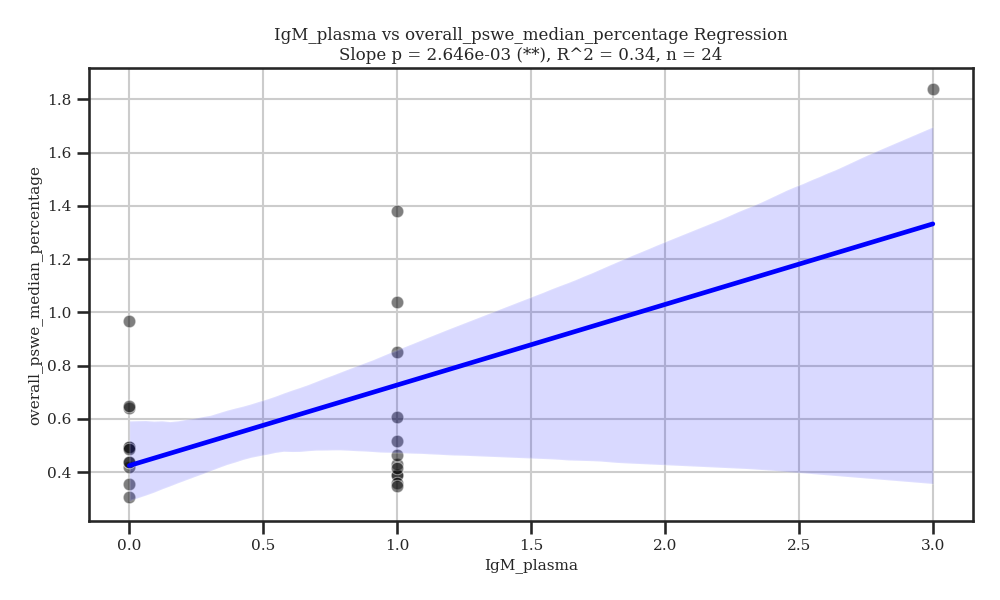 IgM_plasma vs overall_pswe_median_percentage Regression
Slope p = 2.646e-03 (**), R^2 = 0.34, n = 24
overall_pswe_median_percentage
1.8
1.6
1.4
1.2
1.0
0.8
0.6
0.4
0.0 0.5 1.0 1.5 2.0 2.5 3.0
IgM_plasma